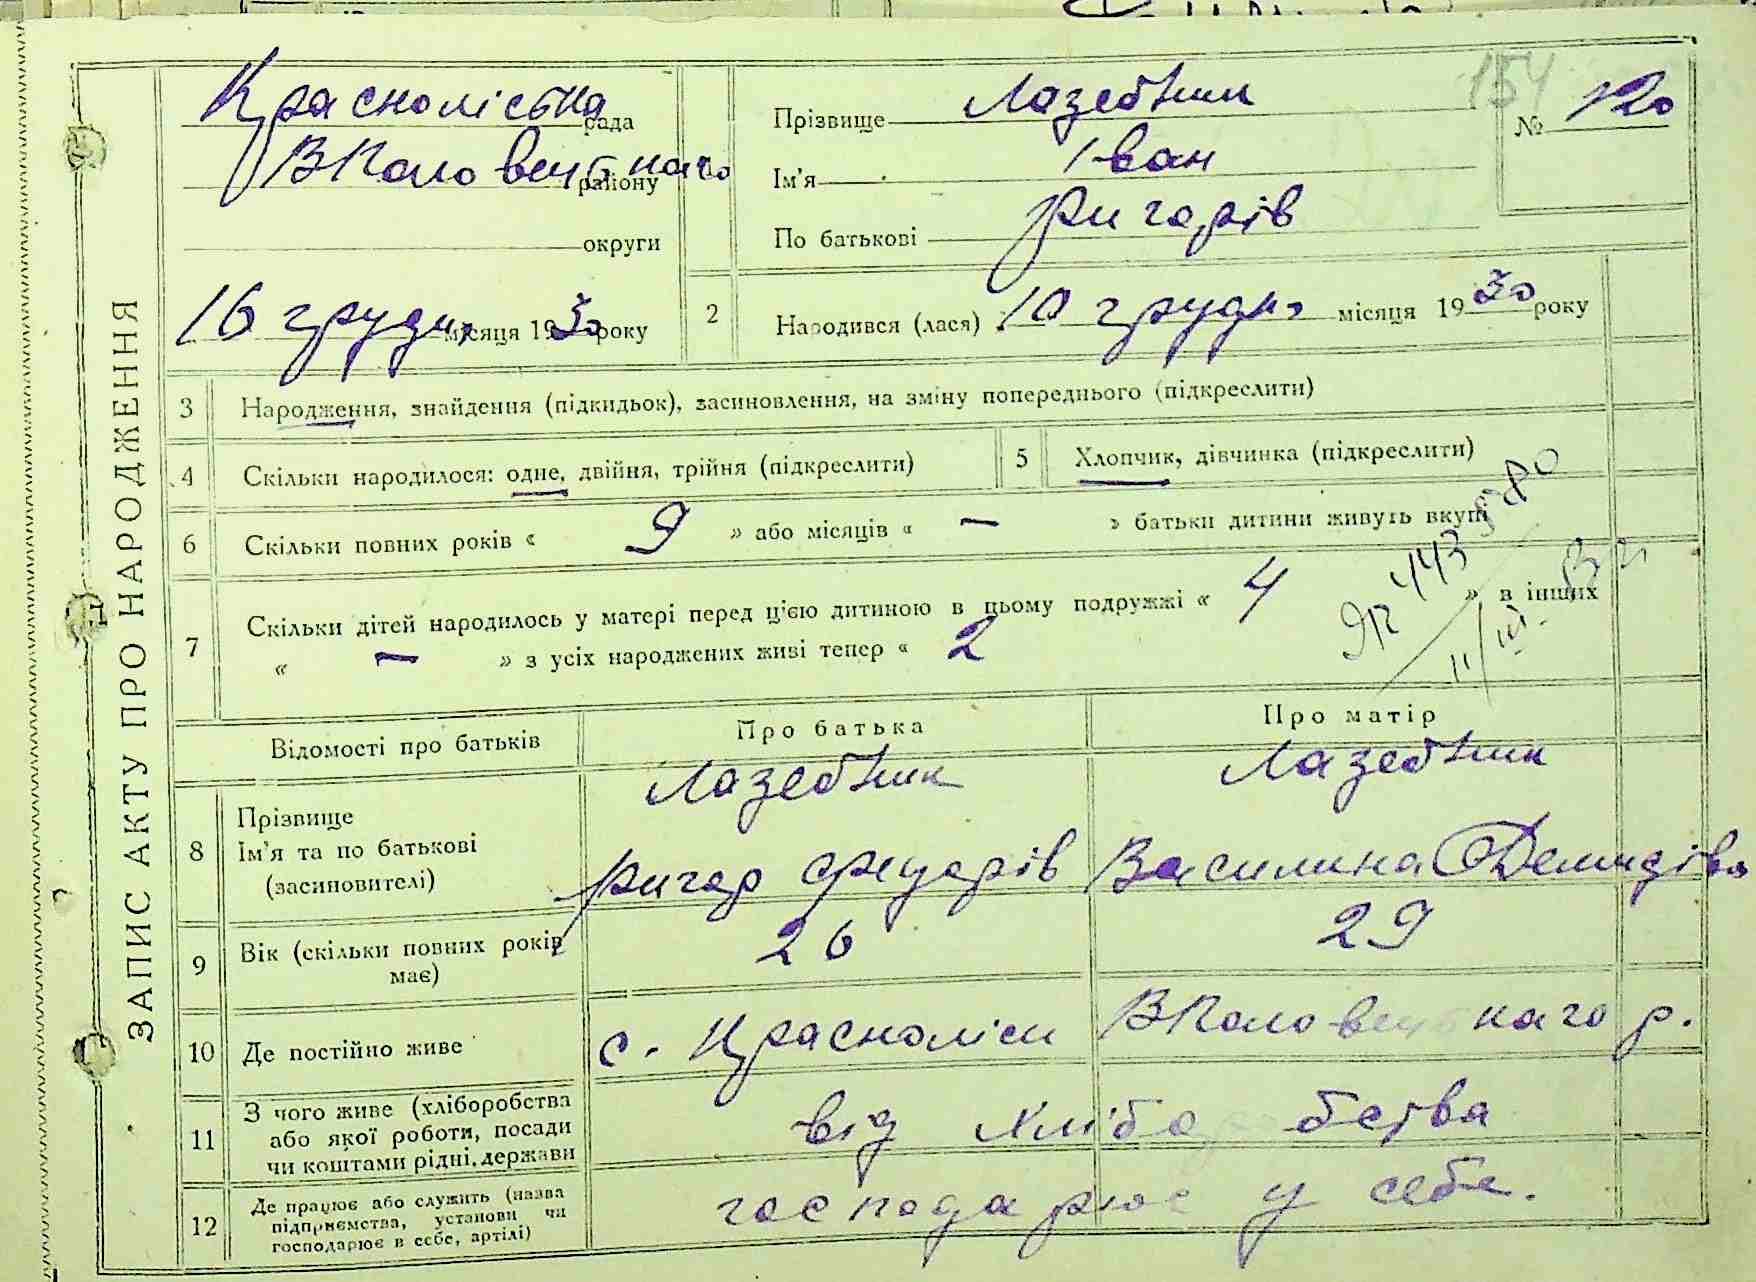 154
Красноліська рада
В Половецького району
округи
16 грудн. місяця 1930 року
Прізвище Лазебник
№ 120
Ім'я Іван
По батькові Григорів
2 Народився (лася) 10 грудн. місяця 1930 року
ЗАПИС АКТУ ПРО НАРОДЖЕННЯ
3 Народження, знайдення (підкидьок), засиновлення, на зміну попереднього (підкреслити)
4 Скільки народилося: одне, двійня, трійня (підкреслити)
5 Хлопчик, дівчинка (підкреслити)
6 Скільки повних років « 9 » або місяців « — » батьки дитини живуть вкупі
7 Скільки дітей народилось у матері перед цією дитиною в цьому подружжі « 4 » в інших
« — » з усіх народжених живі тепер « 2
Відомості про батьків Про батька Про матір
8 Прізвище Лазебник Лазебник
Ім'я та по батькові Григор Федорів Василина Демидівна
(засиновителі)
9 Вік (скільки повних років має) 26 29
10 Де постійно живе с. Краснолісп В Половецького р.
11 З чого живе (хліборобства
або якої роботи, посади
чи коштами рідні, держави від хліборобства
12 Де працює або служить (назва
підприємства, установи чи
господарює в себе, артілі) господарює у себе.